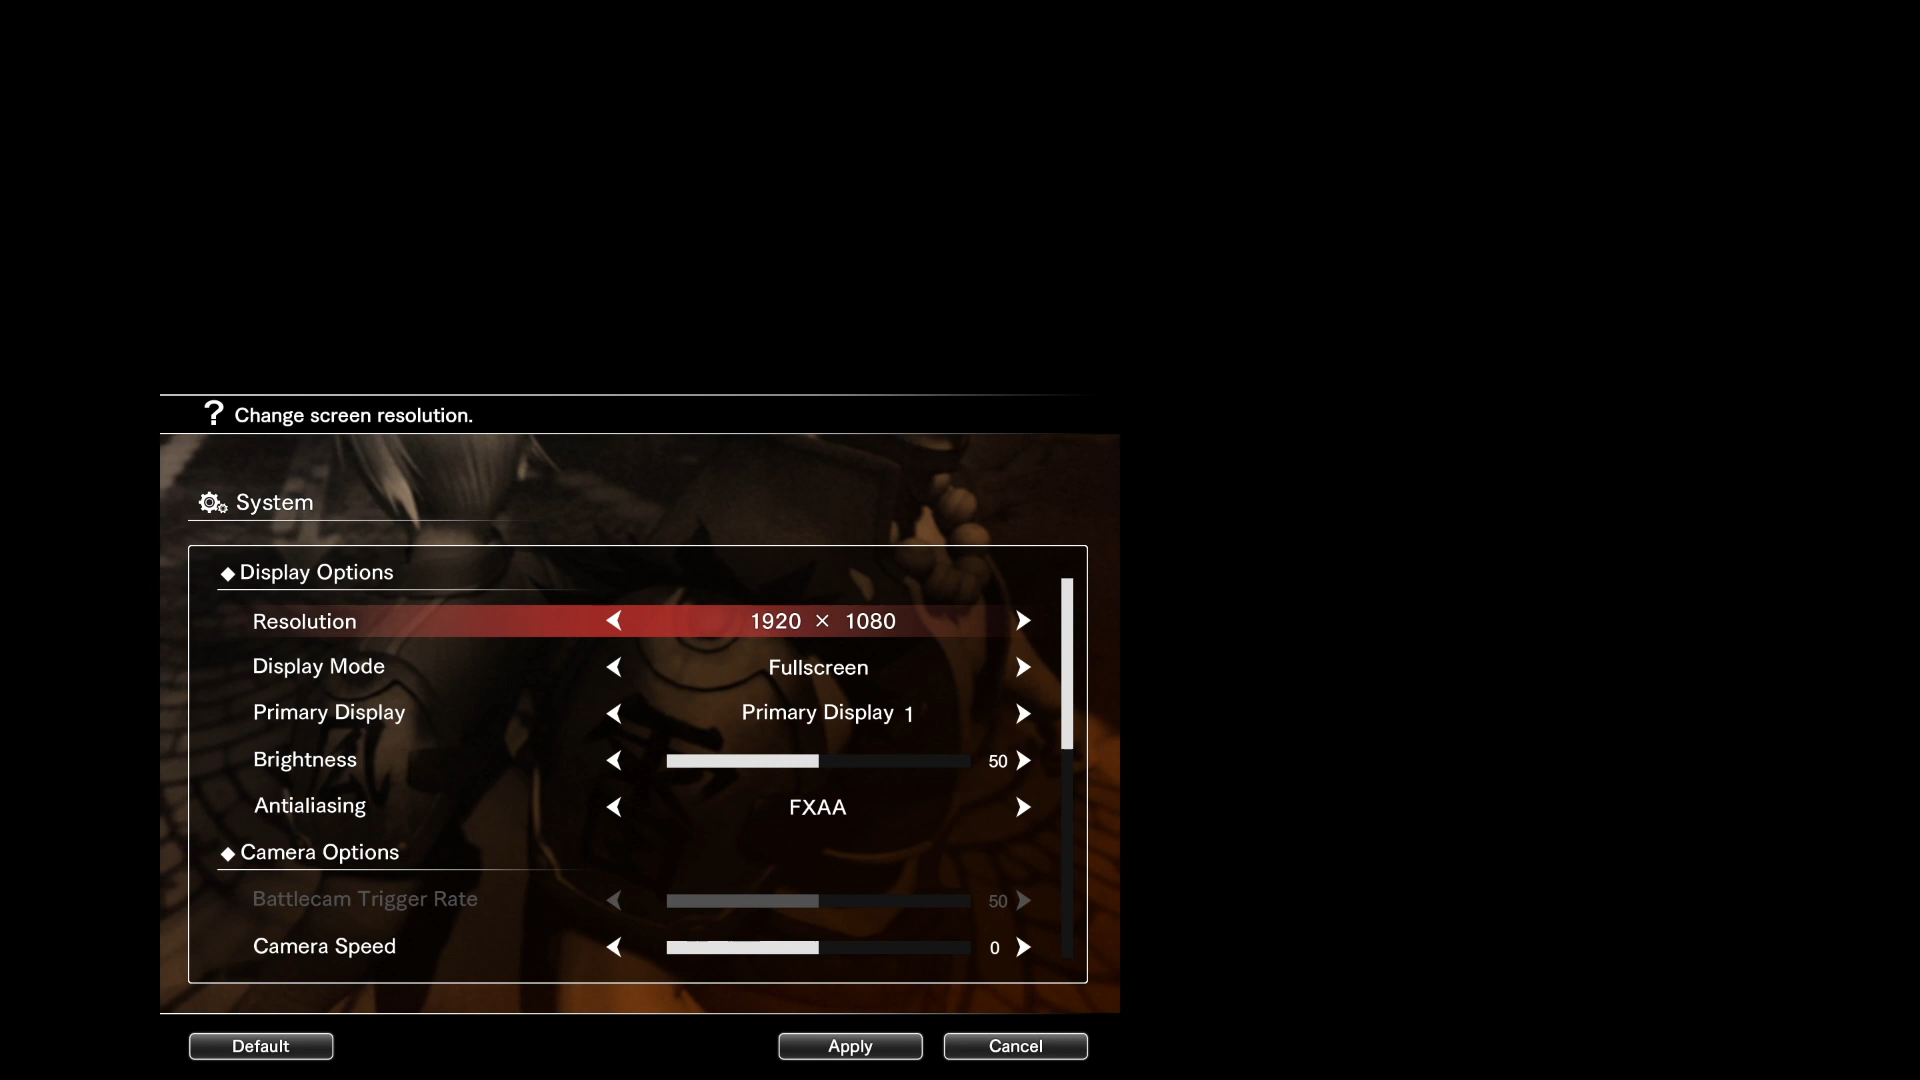 ? Change screen resolution.
System
◆Display Options
Resolution 1920 × 1080
Display Mode Fullscreen
Primary Display Primary Display 1
Brightness 50
Antialiasing FXAA
◆Camera Options
Battlecam Trigger Rate 50
Camera Speed 0
Default Apply Cancel